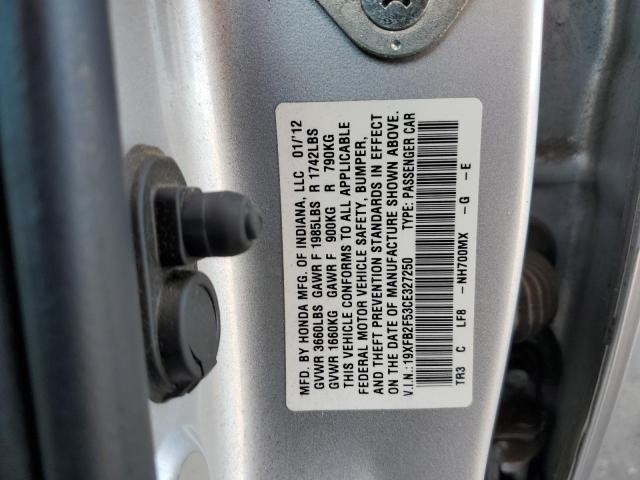 MFD. BY HONDA MFG. OF INDIANA, LLC 01/'12
GVWR 3660LBS GAWR F 1985LBS R 1742LBS
GVWR 1660KG GAWR F 900KG R 790KG
THIS VEHICLE CONFORMS TO ALL APPLICABLE
FEDERAL MOTOR VEHICLE SAFETY, BUMPER,
AND THEFT PREVENTION STANDARDS IN EFFECT
ON THE DATE OF MANUFACTURE SHOWN ABOVE.
V.I.N.:19XFB2F53CE327250 TYPE: PASSENGER CAR
TR3 C LF8 -NH700MX -G -E